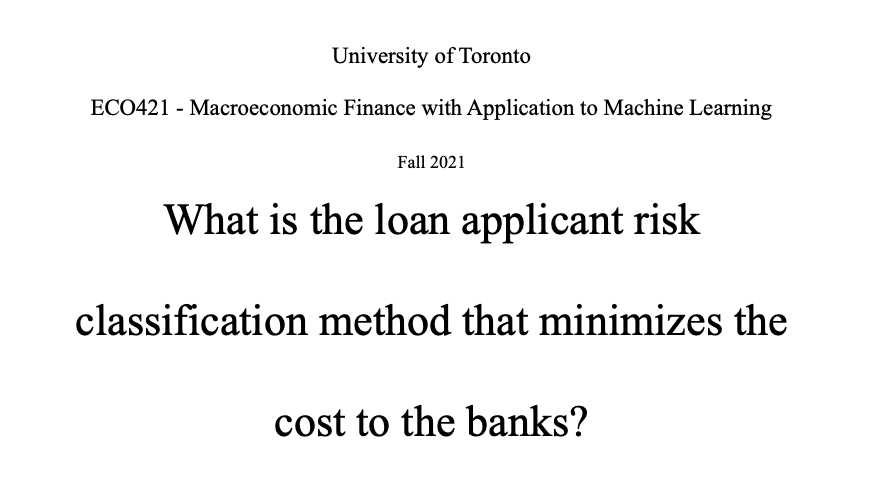 University of Toronto
ECO421 - Macroeconomic Finance with Application to Machine Learning
Fall 2021
What is the loan applicant risk
classification method that minimizes the
cost to the banks?